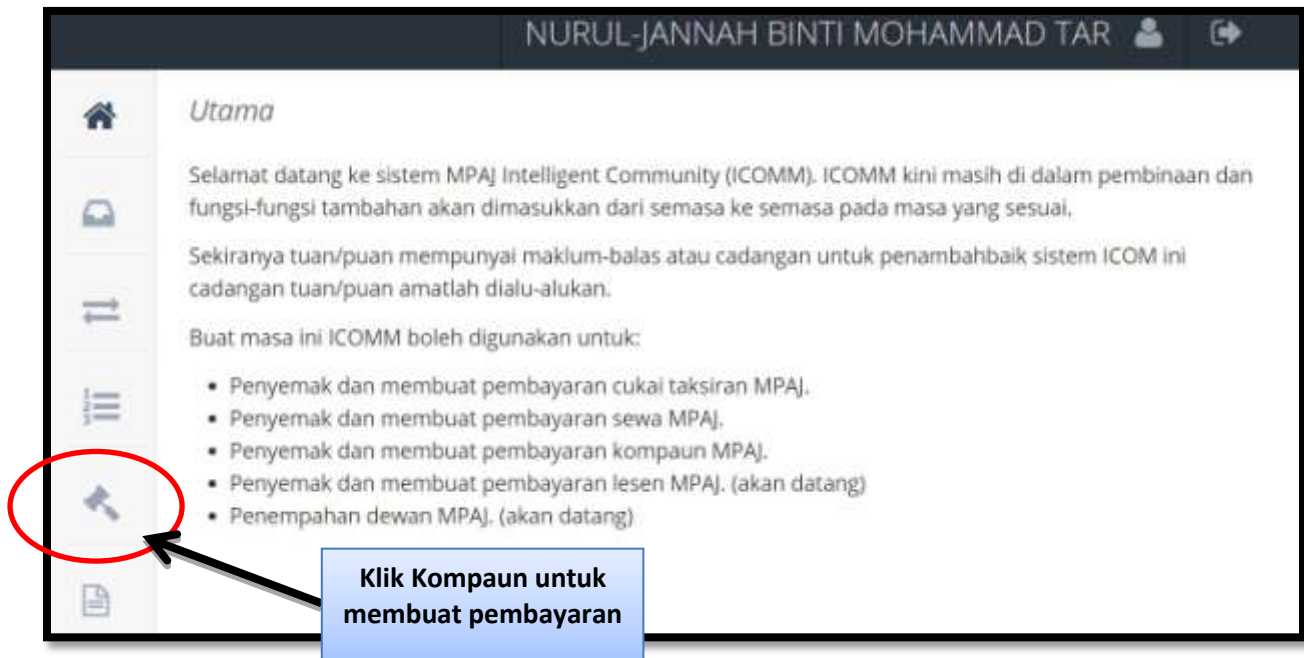 NURUL-JANNAH BINTI MOHAMMAD TAR
Utama
Selamat datang ke sistem MPAJ Intelligent Community (ICOMM). ICOMM kini masih di dalam pembinaan dan
fungsi-fungsi tambahan akan dimasukkan dari semasa ke semasa pada masa yang sesuai.
Sekiranya tuan/puan mempunyai maklum-balas atau cadangan untuk penambahbaik sistem ICOM ini
cadangan tuan/puan amatlah dialu-alukan.
Buat masa ini ICOMM boleh digunakan untuk:
• Penyemak dan membuat pembayaran cukai taksiran MPAJ.
• Penyemak dan membuat pembayaran sewa MPAJ.
• Penyemak dan membuat pembayaran kompaun MPAJ.
• Penyemak dan membuat pembayaran lesen MPAJ. (akan datang)
• Penempahan dewan MPAJ. (akan datang)
Klik Kompaun untuk
membuat pembayaran